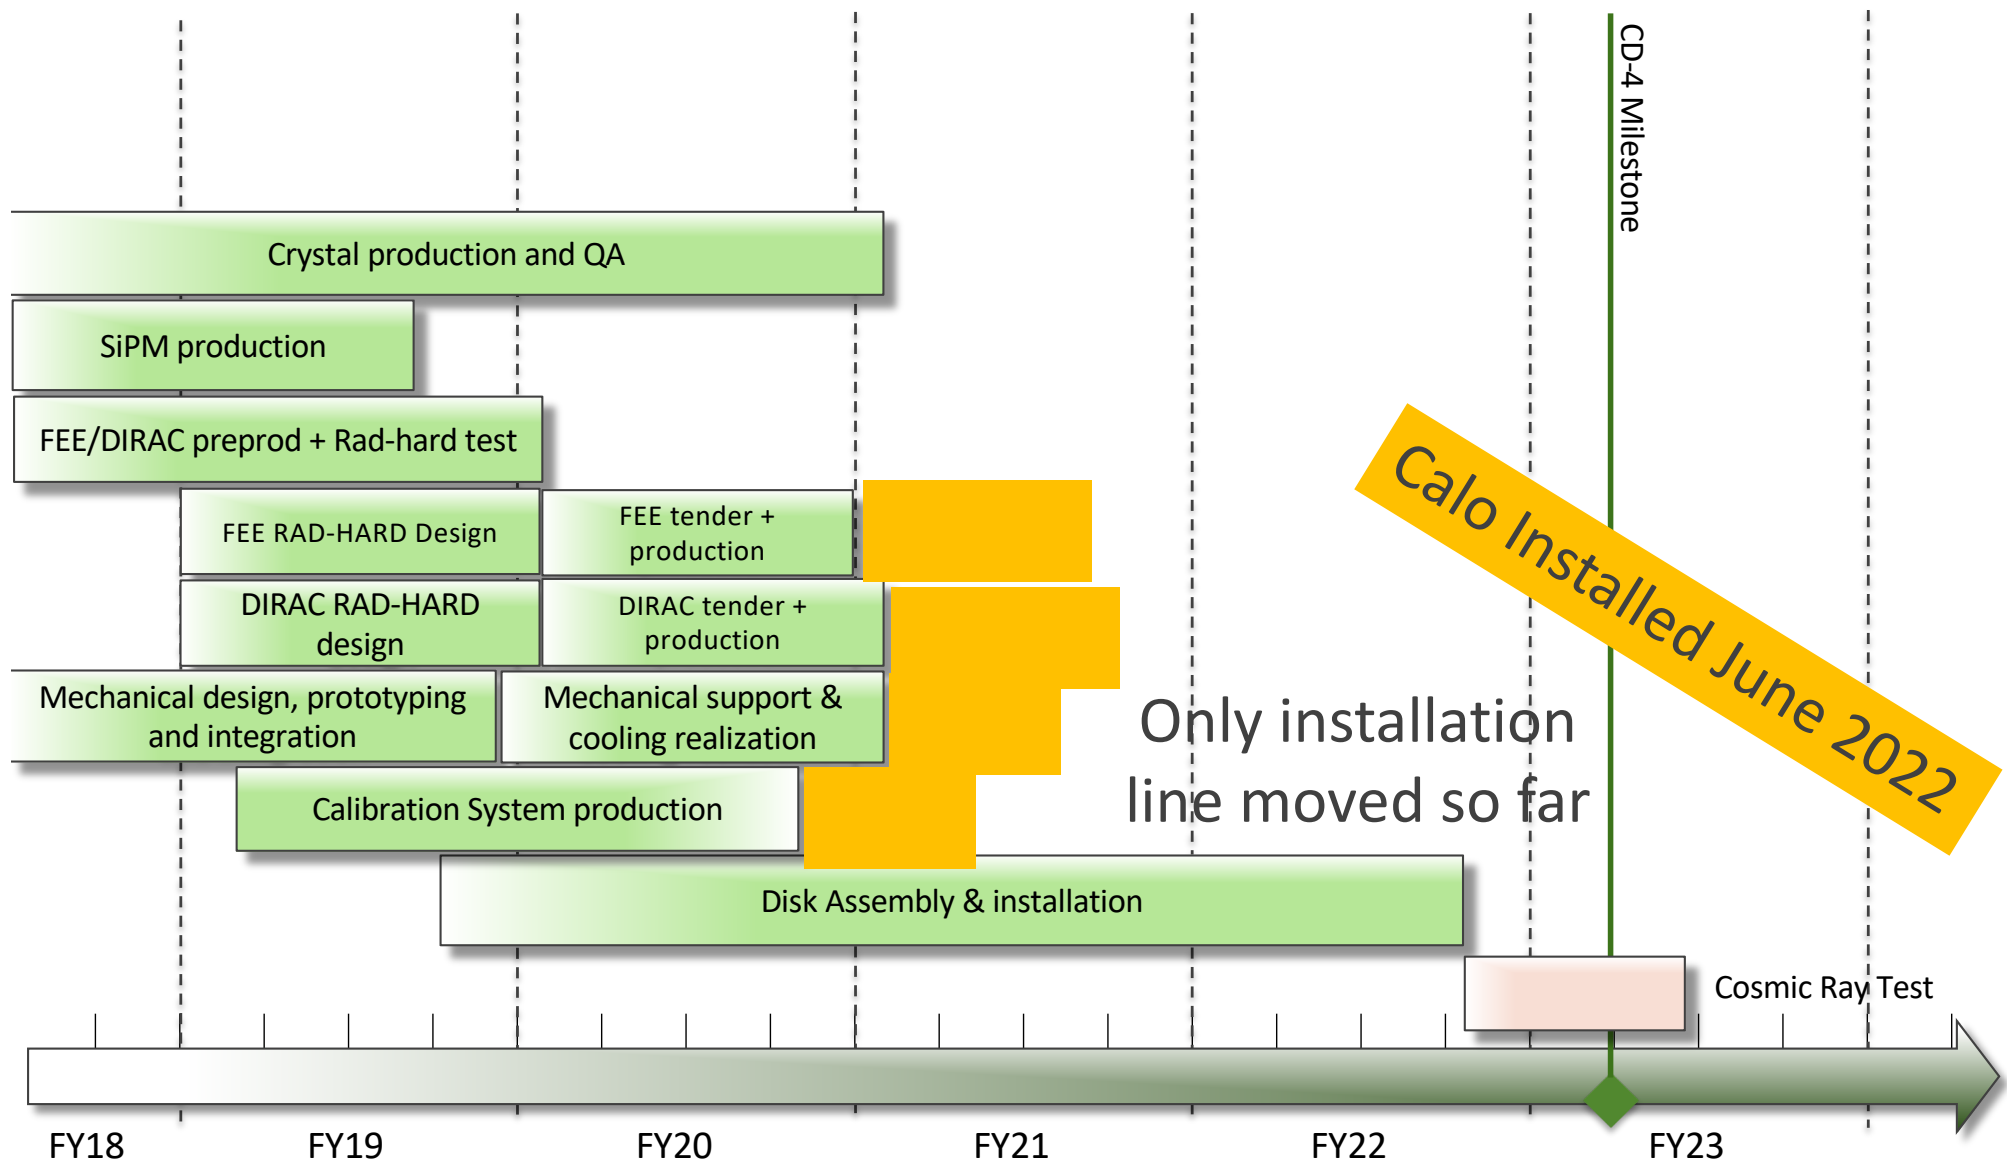 CD-4 Milestone
Crystal production and QA
SiPM production
FEE/DIRAC preprod + Rad-hard test
FEE RAD-HARD Design
FEE tender +
production
DIRAC RAD-HARD
design
DIRAC tender +
production
Mechanical design, prototyping
and integration
Mechanical support &
cooling realization
Calibration System production
Only installation
line moved so far
Calo Installed June 2022
Disk Assembly & installation
Cosmic Ray Test
FY18
FY19
FY20
FY21
FY22
FY23